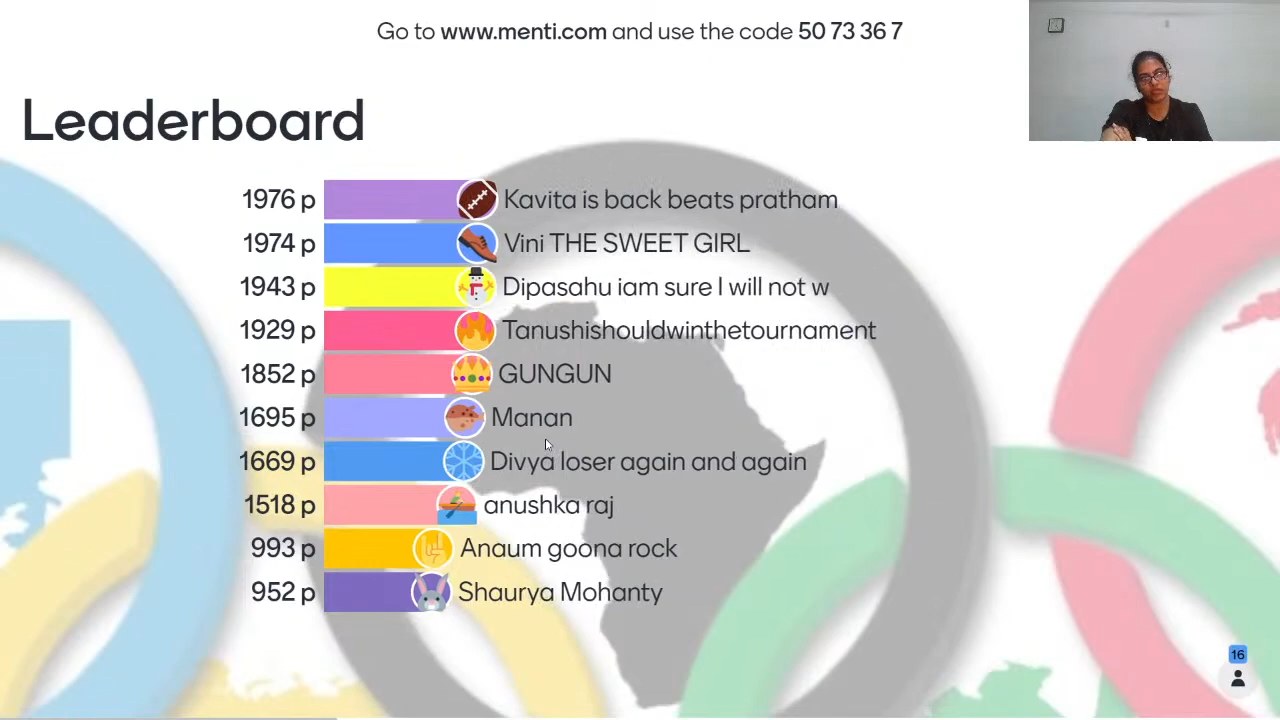 Go to www.menti.com and use the code 50 73 36 7
Leaderboard
1976 p Kavita is back beats pratham
1974 p Vini THE SWEET GIRL
1943 p Dipasahu iam sure I will not w
1929 p Tanushishouldwinthetournament
1852 p GUNGUN
1695 p Manan
1669 p Divya loser again and again
1518 p anushka raj
993 p Anaum goona rock
952 p Shaurya Mohanty
16